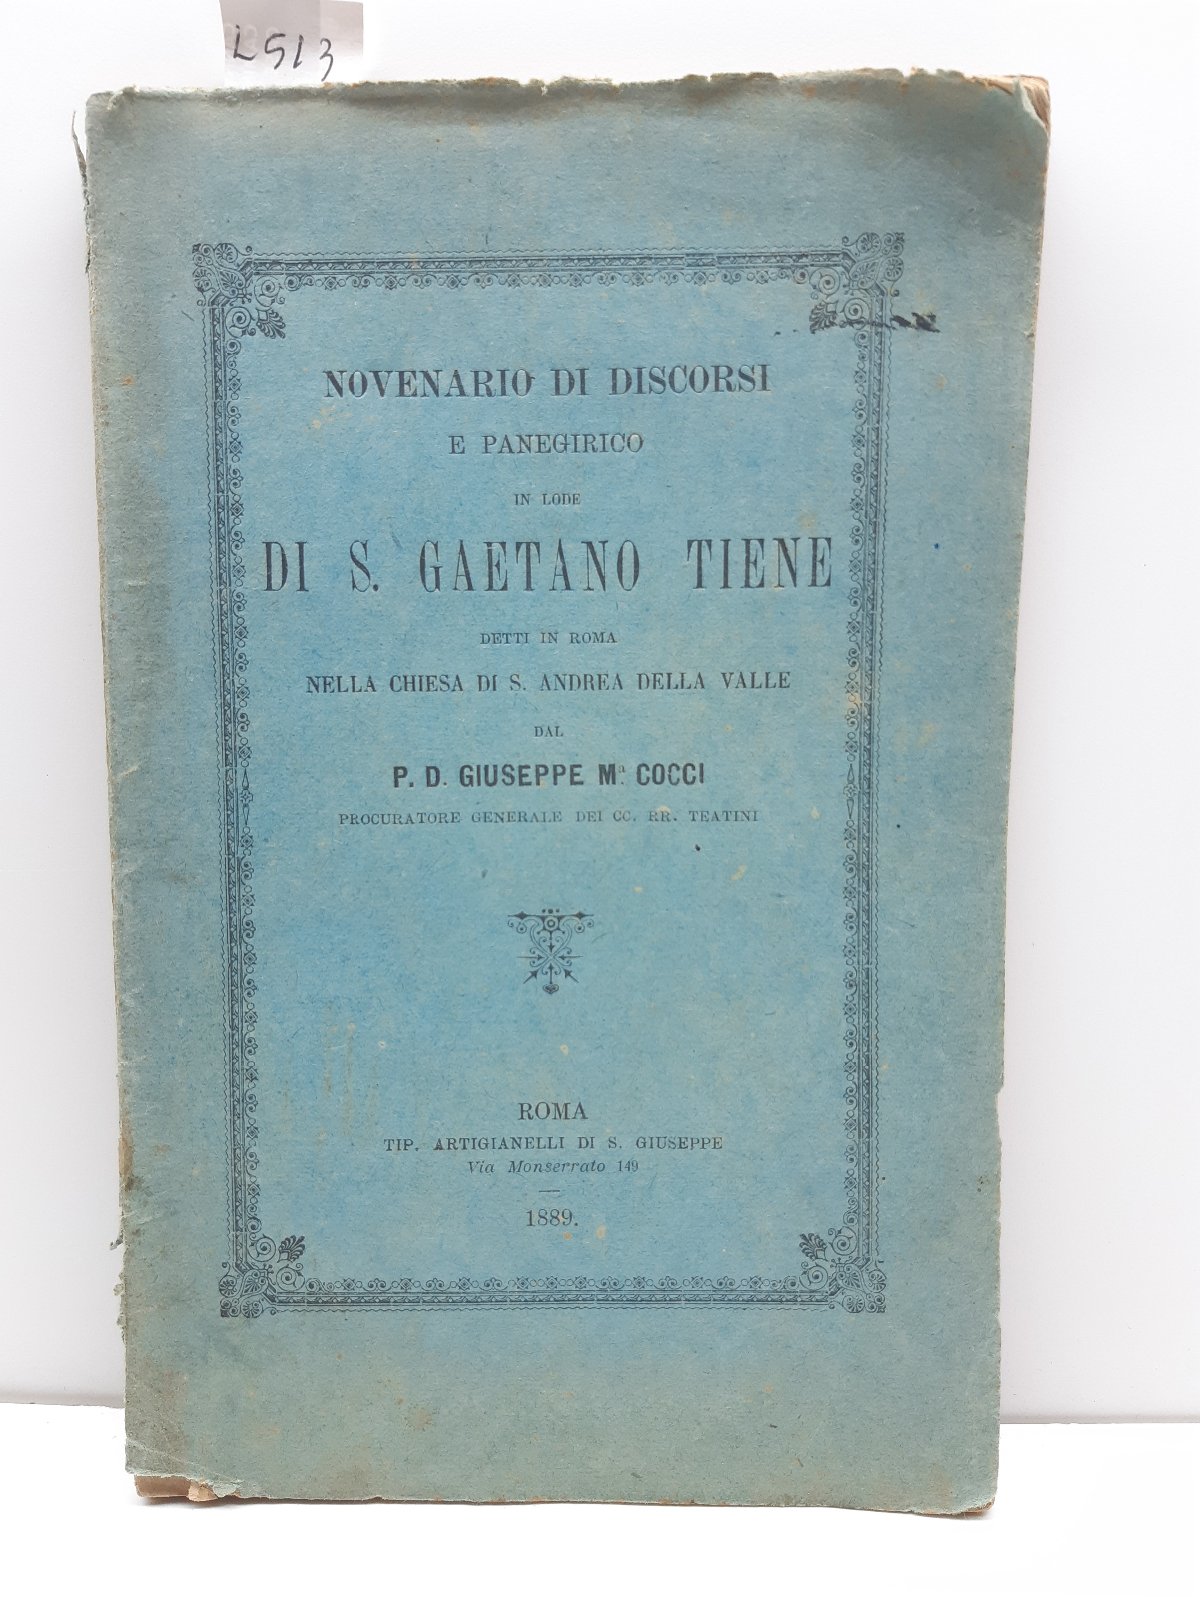 L513
NOVENARIO DI DISCORSI
E PANEGIRICO
IN LODE
DI S. GAETANO TIENE
DETTI IN ROMA
NELLA CHIESA DI S. ANDREA DELLA VALLE
DAL
P. D. GIUSEPPE Mª. COCCI
PROCURATORE GENERALE DEI CC. RR. TEATINI
ROMA
TIP. ARTIGIANELLI DI S. GIUSEPPE
Via Monserrato 149
—
1889.